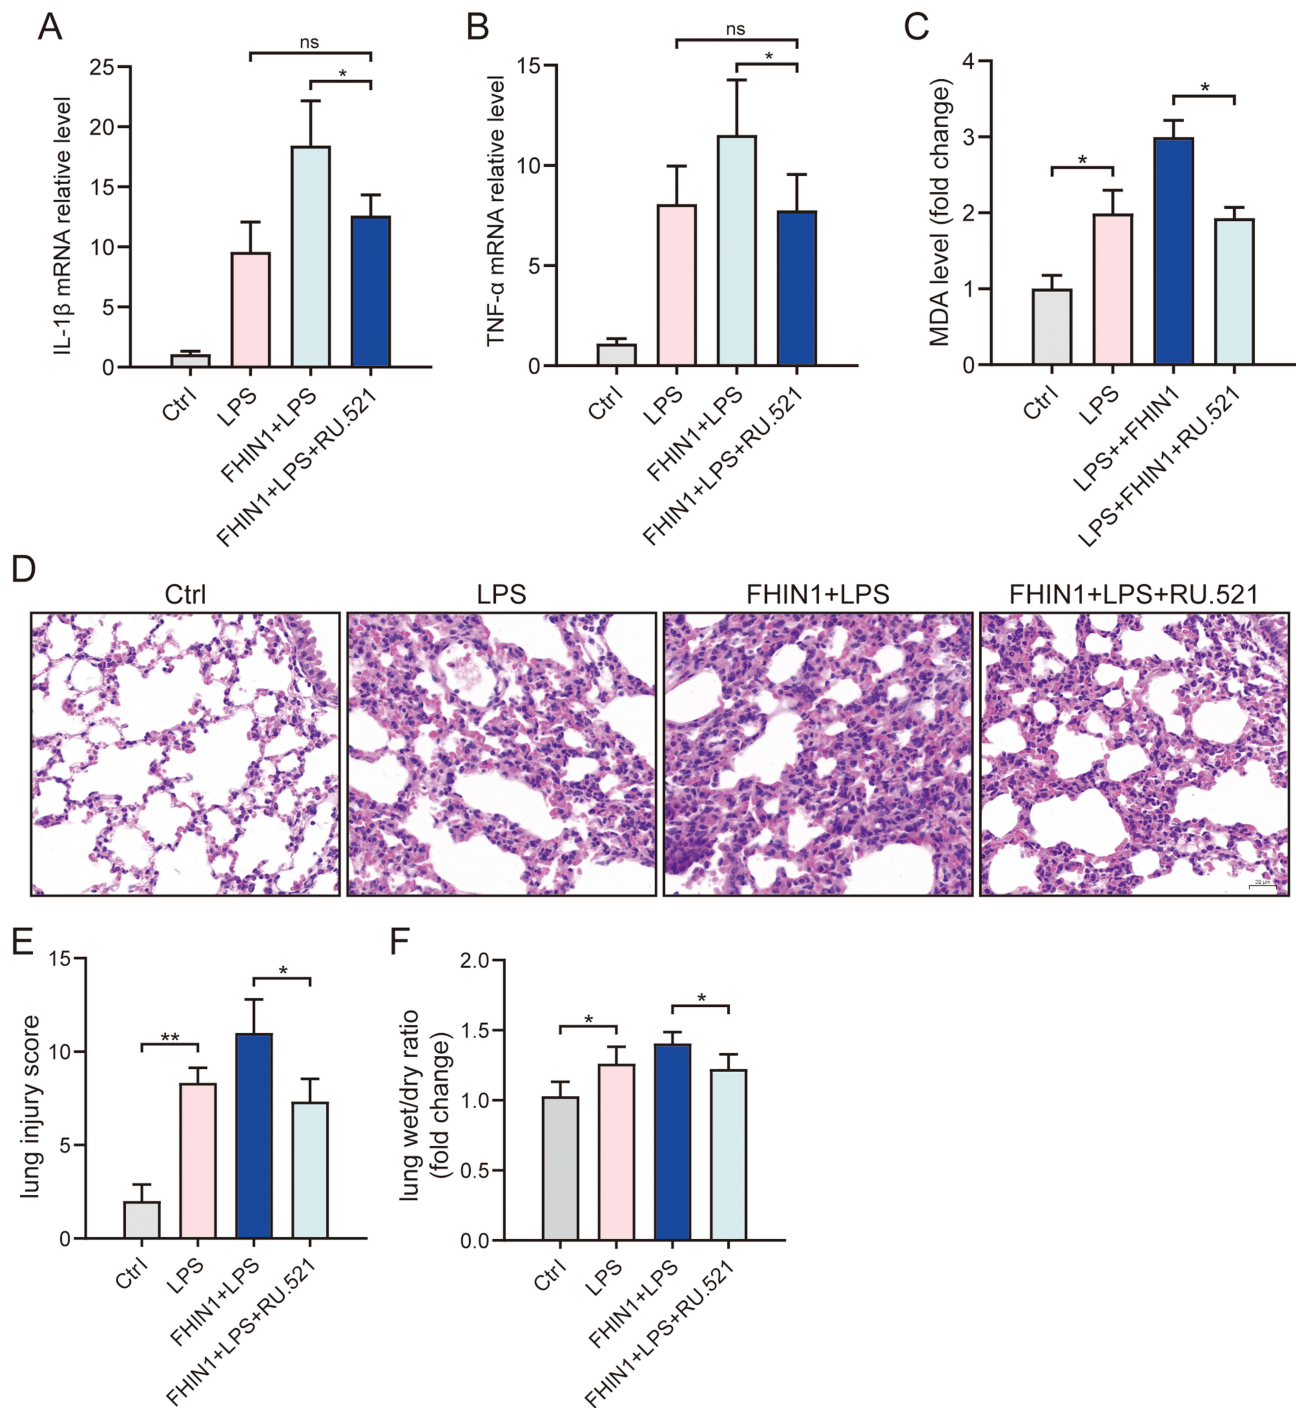 A
IL-1β mRNA relative level
25
20
15
10
5
0
ns
*
Ctrl
LPS
FHIN1+LPS
FHIN1+LPS+RU.521
B
TNF-α mRNA relative level
15
10
5
0
ns
*
Ctrl
LPS
FHIN1+LPS
FHIN1+LPS+RU.521
C
MDA level (fold change)
4
3
2
1
0
*
*
Ctrl
LPS
LPS++FHIN1
LPS+FHIN1+RU.521
D
Ctrl
LPS
FHIN1+LPS
FHIN1+LPS+RU.521
E
lung injury score
15
10
5
0
**
*
Ctrl
LPS
FHIN1+LPS
FHIN1+LPS+RU.521
F
lung wet/dry ratio
(fold change)
2.0
1.5
1.0
0.5
0.0
*
*
Ctrl
LPS
FHIN1+LPS
FHIN1+LPS+RU.521